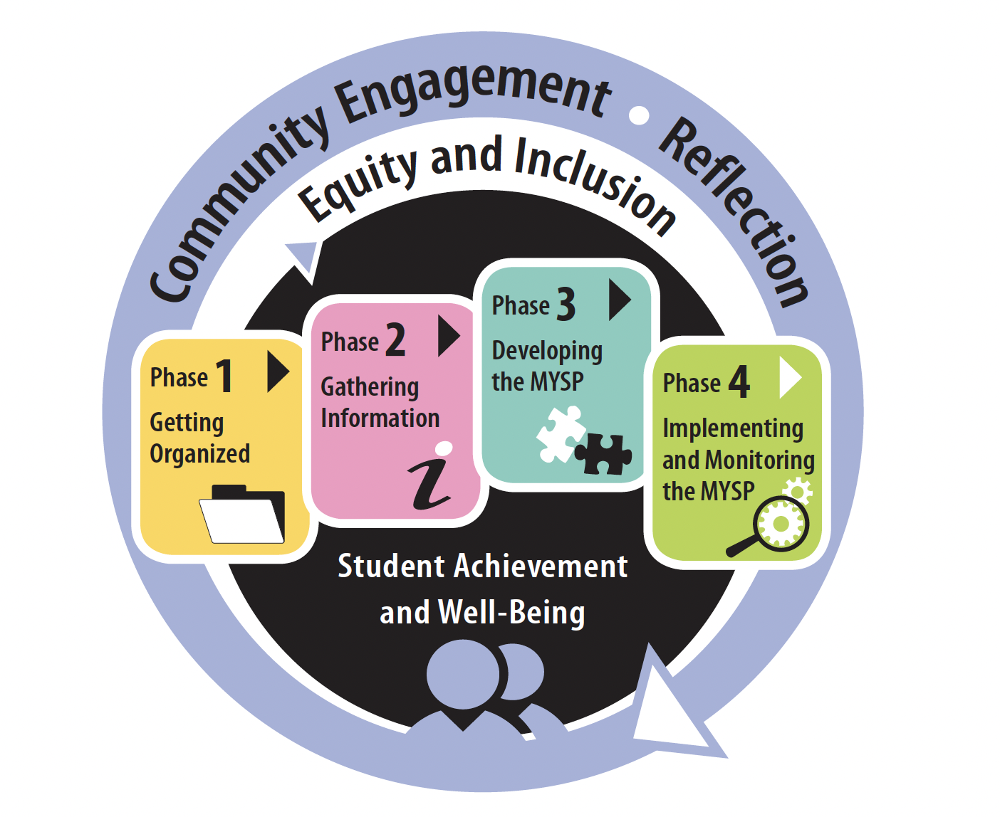 Community Engagement • Reflection
Equity and Inclusion
Phase 1
Getting
Organized
Phase 2
Gathering
Information
i
Phase 3
Developing
the MYSP
Phase 4
Implementing
and Monitoring
the MYSP
Student Achievement
and Well-Being